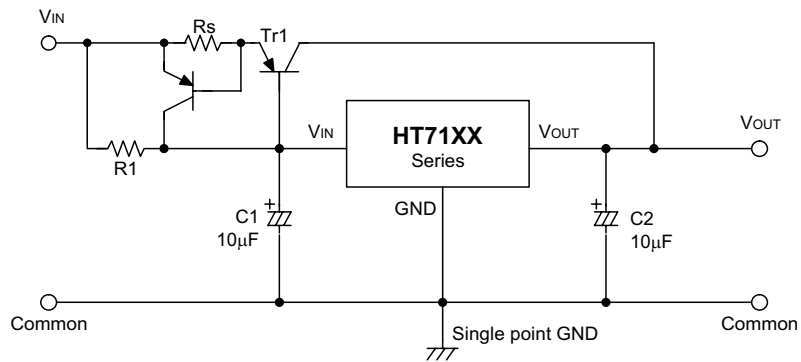 VIN
Rs
Tr1
R1
VIN
HT71XX
Series
VOUT
GND
VOUT
C1
10μF
C2
10μF
Common
Single point GND
Common